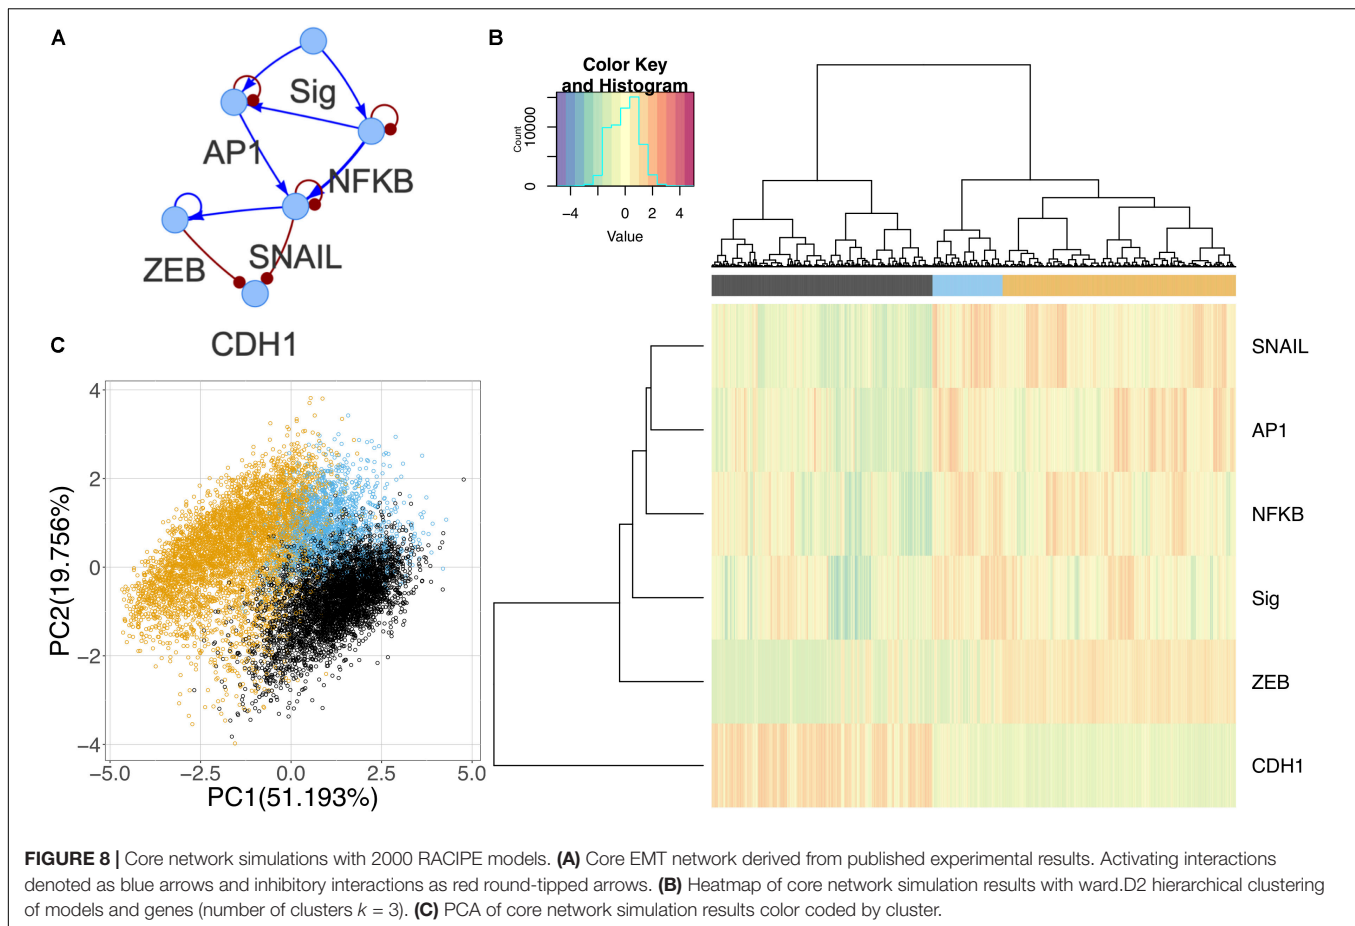 A
Sig
AP1
NFKB
ZEB
SNAIL
CDH1
B
Color Key
and Histogram
Count
0 10000
−4 0 2 4
Value
SNAIL
AP1
NFKB
Sig
ZEB
CDH1
C
PC2(19.756%)
4
2
0
−2
−4
−5.0 −2.5 0.0 2.5 5.0
PC1(51.193%)
FIGURE 8 | Core network simulations with 2000 RACIPE models. (A) Core EMT network derived from published experimental results. Activating interactions
denoted as blue arrows and inhibitory interactions as red round-tipped arrows. (B) Heatmap of core network simulation results with ward.D2 hierarchical clustering
of models and genes (number of clusters k = 3). (C) PCA of core network simulation results color coded by cluster.